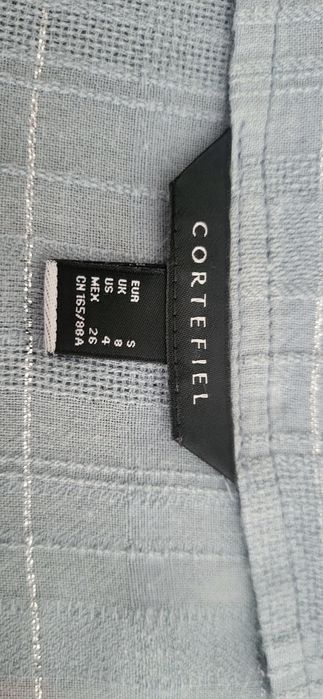 CORTEFIEL
EUR S
UK 8
US 4
MEX 26
CN 165/88A